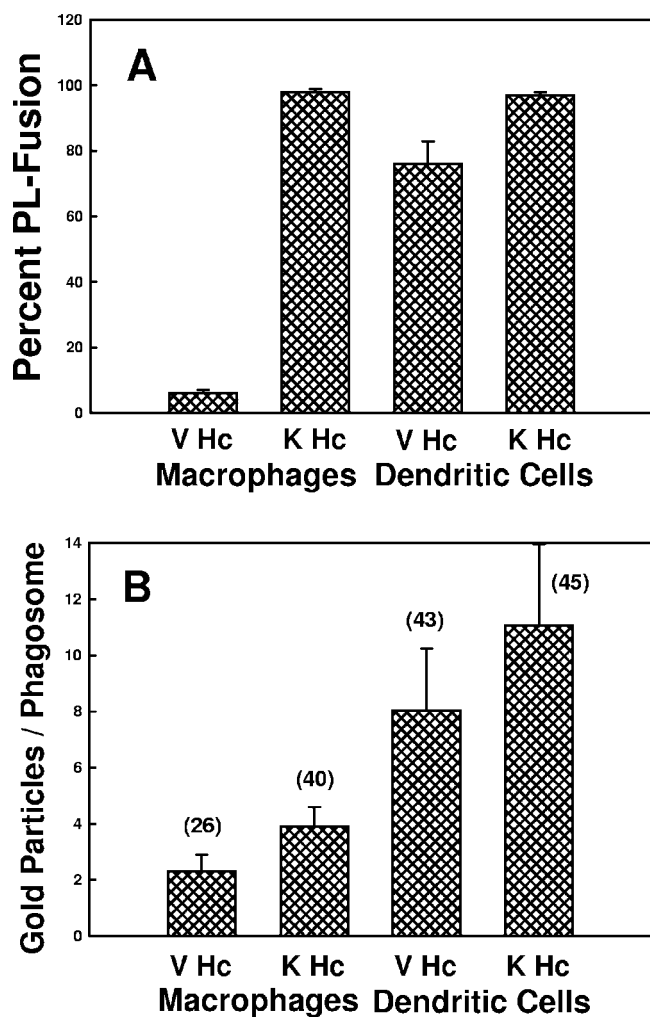 A
Percent PL-Fusion
120
100
80
60
40
20
0
V Hc K Hc V Hc K Hc
Macrophages Dendritic Cells
B
Gold Particles / Phagosome
14
12
10
8
6
4
2
0
(26)
(40)
(43)
(45)
V Hc K Hc V Hc K Hc
Macrophages Dendritic Cells